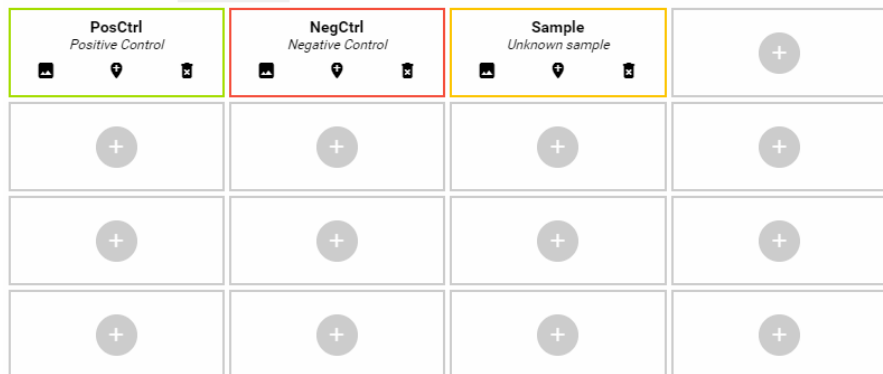 PosCtrl
Positive Control
NegCtrl
Negative Control
Sample
Unknown sample